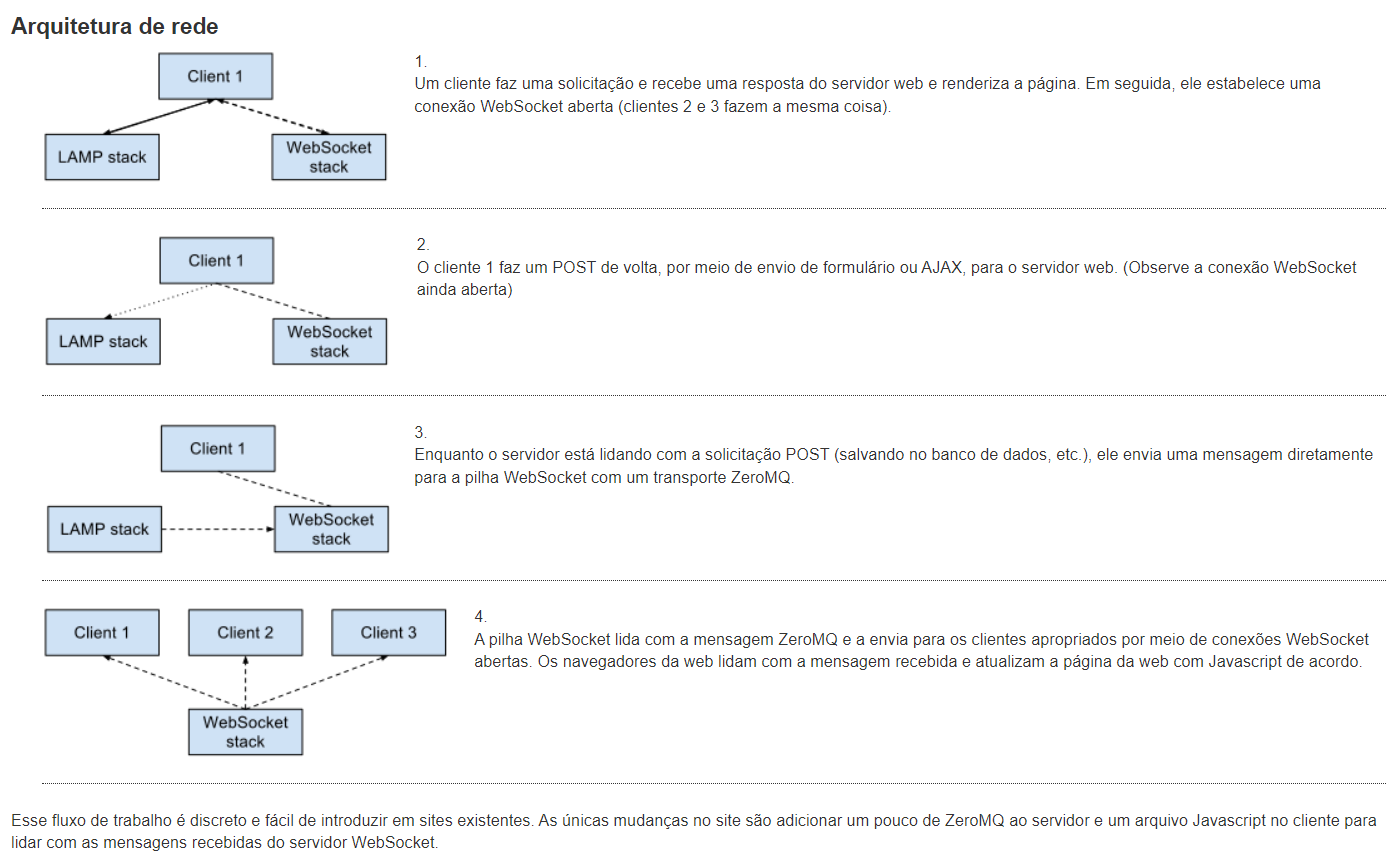 Arquitetura de rede
Client 1
LAMP stack
WebSocket
stack
1.
Um cliente faz uma solicitação e recebe uma resposta do servidor web e renderiza a página. Em seguida, ele estabelece uma
conexão WebSocket aberta (clientes 2 e 3 fazem a mesma coisa).
Client 1
LAMP stack
WebSocket
stack
2.
O cliente 1 faz um POST de volta, por meio de envio de formulário ou AJAX, para o servidor web. (Observe a conexão WebSocket
ainda aberta)
Client 1
LAMP stack
WebSocket
stack
3.
Enquanto o servidor está lidando com a solicitação POST (salvando no banco de dados, etc.), ele envia uma mensagem diretamente
para a pilha WebSocket com um transporte ZeroMQ.
Client 1
Client 2
Client 3
WebSocket
stack
4.
A pilha WebSocket lida com a mensagem ZeroMQ e a envia para os clientes apropriados por meio de conexões WebSocket
abertas. Os navegadores da web lidam com a mensagem recebida e atualizam a página da web com Javascript de acordo.
Esse fluxo de trabalho é discreto e fácil de introduzir em sites existentes. As únicas mudanças no site são adicionar um pouco de ZeroMQ ao servidor e um arquivo Javascript no cliente para
lidar com as mensagens recebidas do servidor WebSocket.